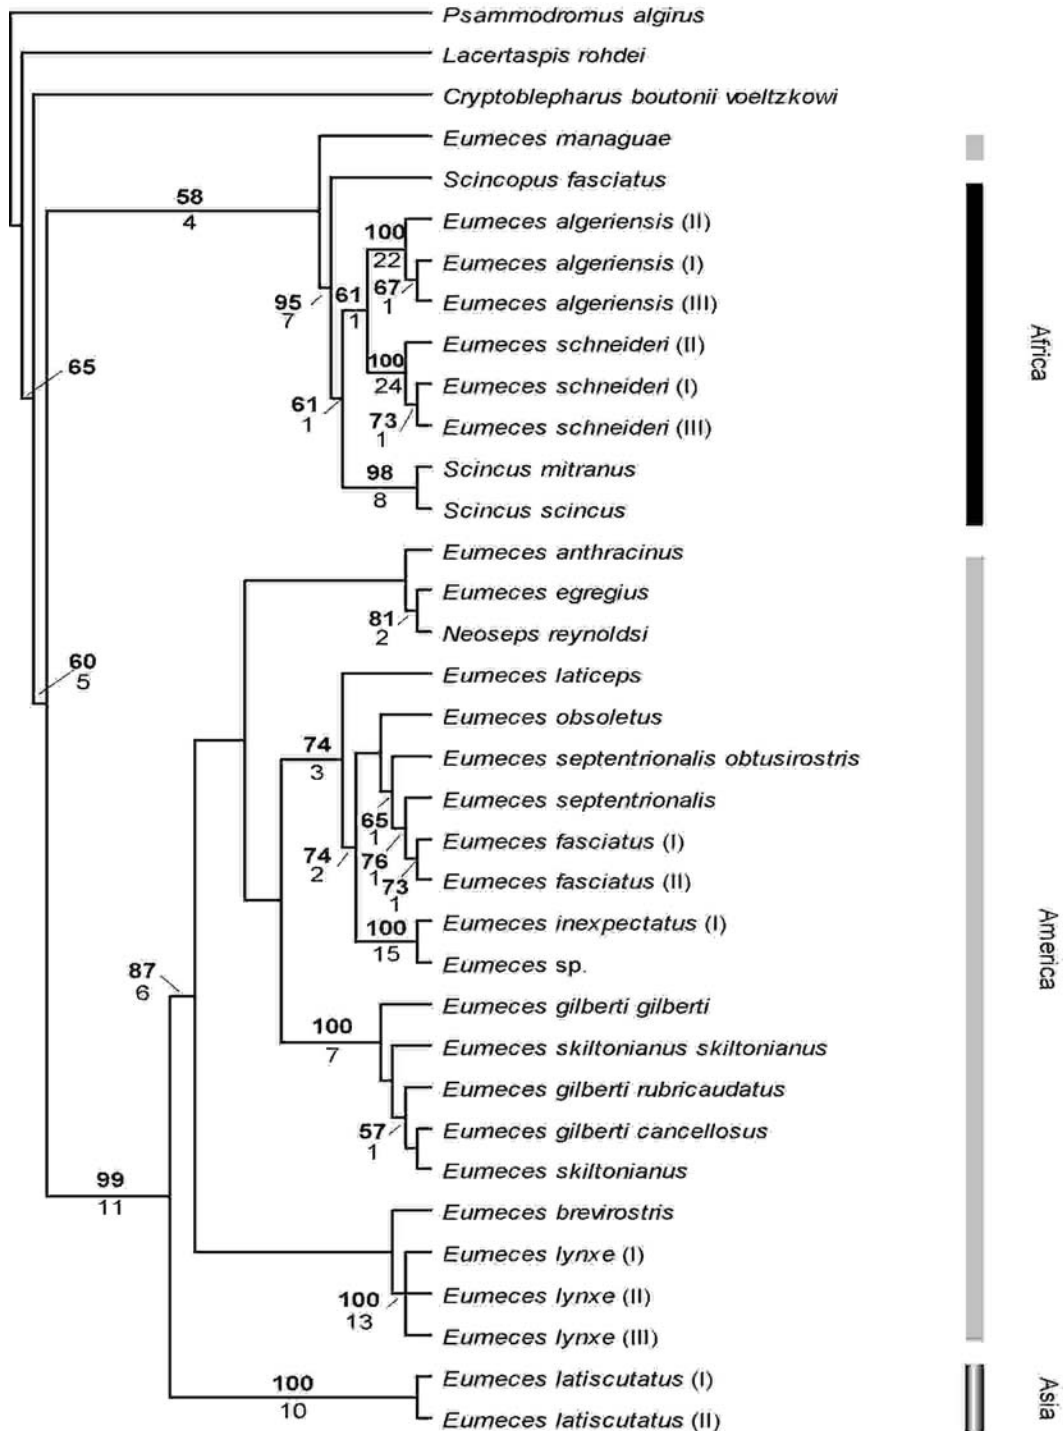 Psammodromus algirus
Lacertaspis rohdei
Cryptoblepharus boutonii voeltzkowi
Eumeces managuae
Scincopus fasciatus
58
4
Eumeces algeriensis (II)
100
22
Eumeces algeriensis (I)
67
1
95
7
61
1
Eumeces algeriensis (III)
Eumeces schneideri (II)
100
24
65
Eumeces schneideri (I)
61
1
73
1
Eumeces schneideri (III)
Africa
Scincus mitranus
98
8
Scincus scincus
Eumeces anthracinus
Eumeces egregius
81
2
Neoseps reynoldsi
60
5
Eumeces laticeps
Eumeces obsoletus
74
3
Eumeces septentrionalis obtusirostris
Eumeces septentrionalis
65
1
Eumeces fasciatus (I)
74
2
76
1
73
1
Eumeces fasciatus (II)
Eumeces inexpectatus (I)
100
15
Eumeces sp.
America
87
6
Eumeces gilberti gilberti
100
7
Eumeces skiltonianus skiltonianus
Eumeces gilberti rubricaudatus
57
1
Eumeces gilberti cancellosus
Eumeces skiltonianus
99
11
Eumeces brevirostris
Eumeces lynxe (I)
Eumeces lynxe (II)
100
13
Eumeces lynxe (III)
Eumeces latiscutatus (I)
100
10
Eumeces latiscutatus (II)
Asia